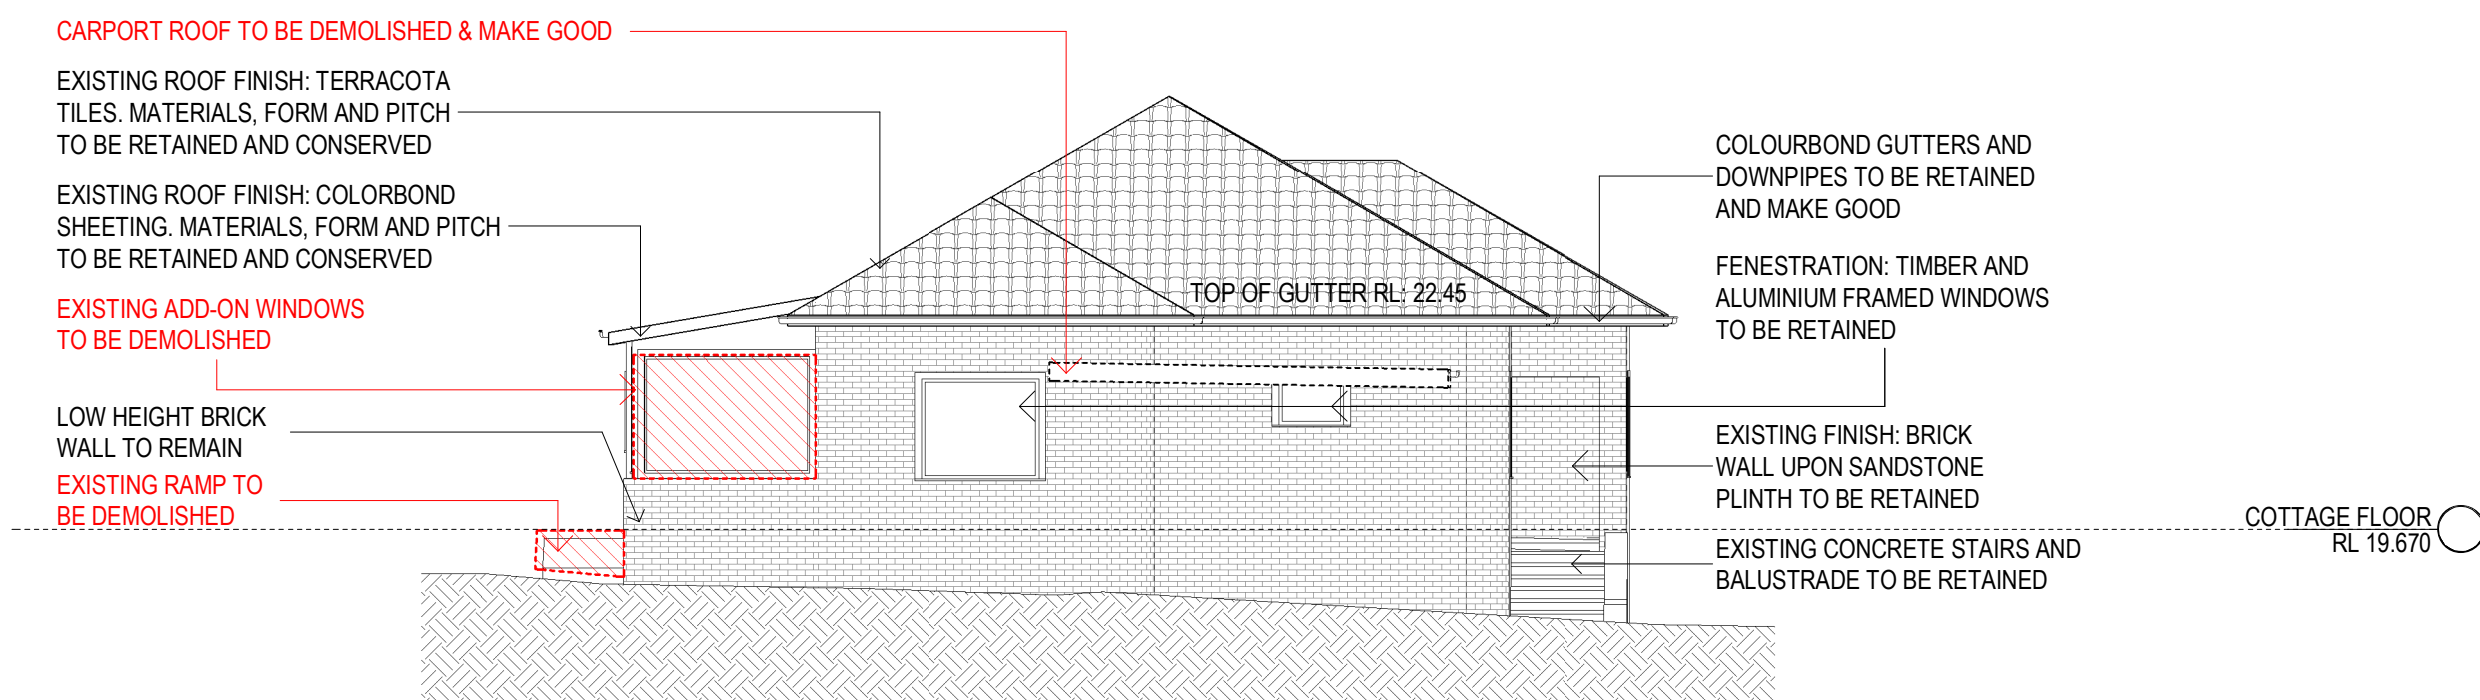 CARPORT ROOF TO BE DEMOLISHED & MAKE GOOD
EXISTING ROOF FINISH: TERRACOTA
TILES. MATERIALS, FORM AND PITCH
TO BE RETAINED AND CONSERVED
EXISTING ROOF FINISH: COLORBOND
SHEETING. MATERIALS, FORM AND PITCH
TO BE RETAINED AND CONSERVED
EXISTING ADD-ON WINDOWS
TO BE DEMOLISHED
LOW HEIGHT BRICK
WALL TO REMAIN
EXISTING RAMP TO
BE DEMOLISHED
TOP OF GUTTER RL: 22.45
COLOURBOND GUTTERS AND
DOWNPIPES TO BE RETAINED
AND MAKE GOOD
FENESTRATION: TIMBER AND
ALUMINIUM FRAMED WINDOWS
TO BE RETAINED
EXISTING FINISH: BRICK
WALL UPON SANDSTONE
PLINTH TO BE RETAINED
EXISTING CONCRETE STAIRS AND
BALUSTRADE TO BE RETAINED
COTTAGE FLOOR
RL 19.670